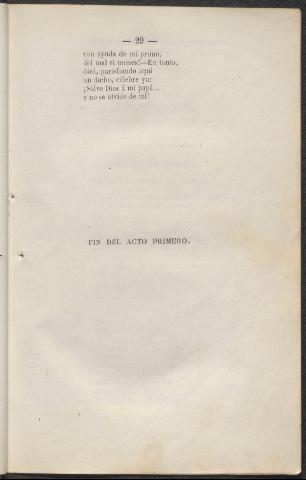 — 29 —
con ayuda de mi primo,
del mal el menos!—En tanto,
diré, parodiando aquí
un dicho, célebre ya:
¡Salve Dios á mi papá...
y no se olvide de mí!
FIN DEL ACTO PRIMERO.